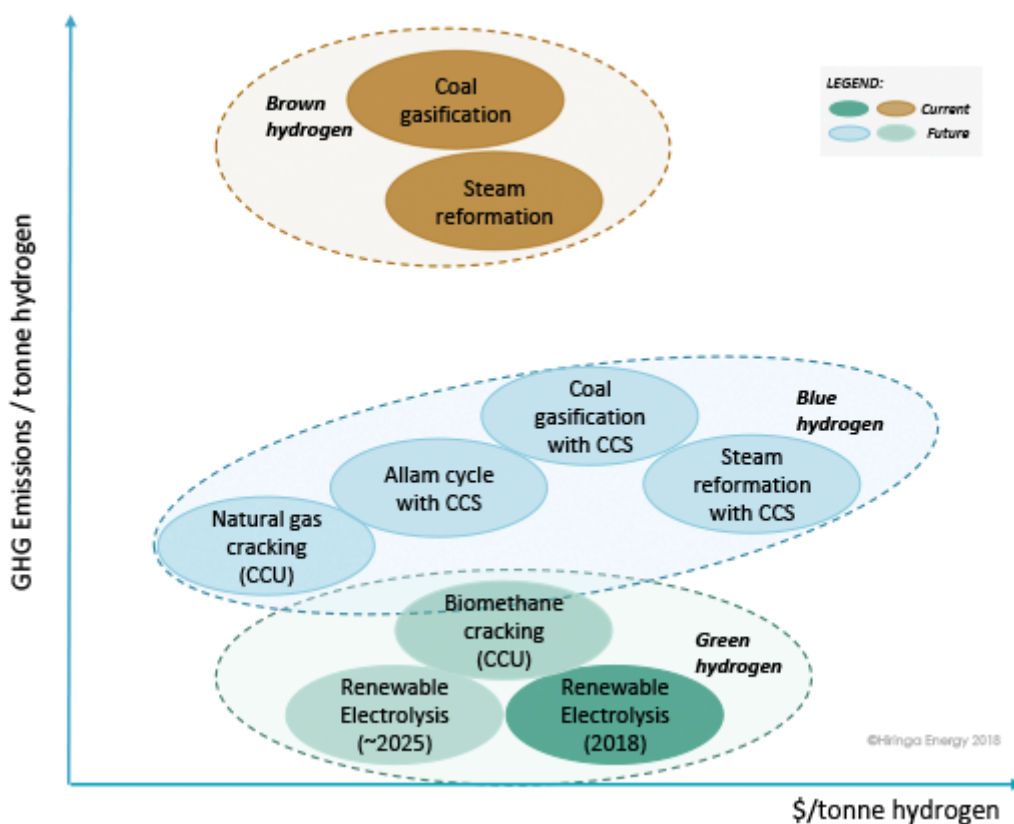 GHG Emissions / tonne hydrogen
Brown
hydrogen
Coal
gasification
Steam
reformation
LEGEND:
Current
Future
Blue
hydrogen
Coal
gasification
with CCS
Allam cycle
with CCS
Steam
reformation
with CCS
Natural gas
cracking
(CCU)
Green
hydrogen
Biomethane
cracking
(CCU)
Renewable
Electrolysis
(~2025)
Renewable
Electrolysis
(2018)
©Hiringa Energy 2018
$/tonne hydrogen